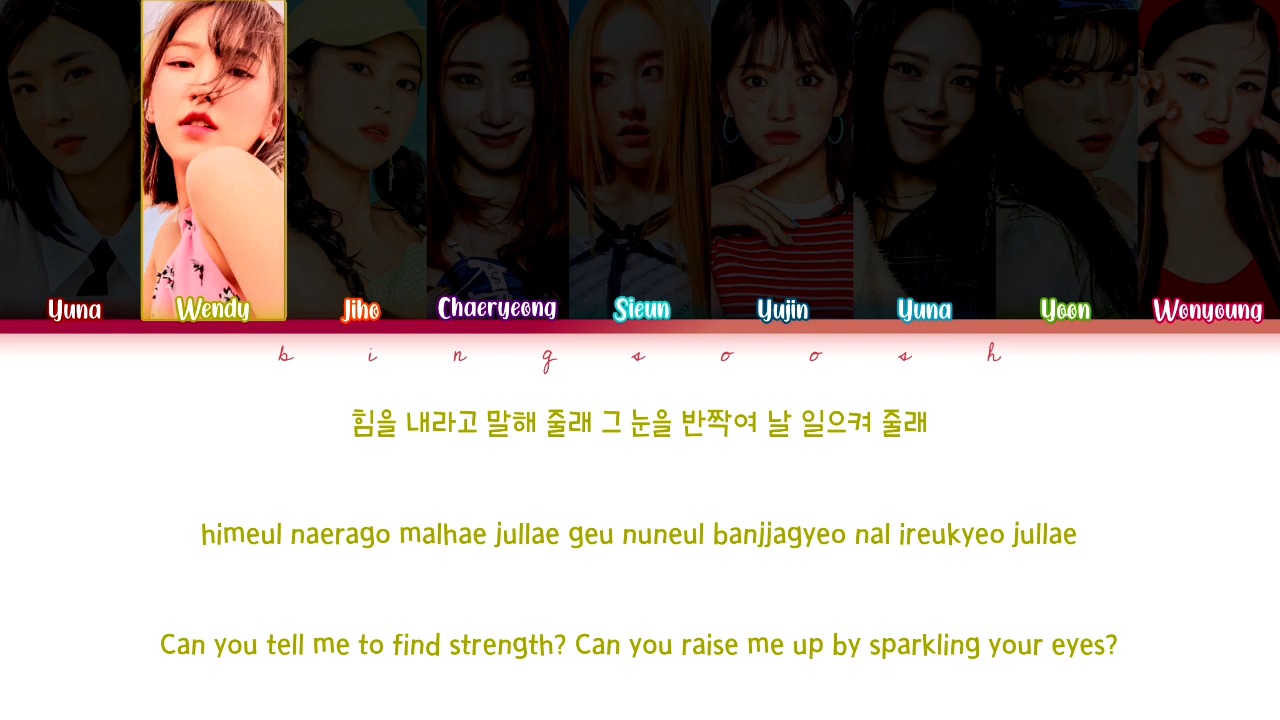 Yuna Wendy Jiho Chaeryeong Sieun Yujin Yuna Yoon Wonyoung
b i n g s o o s h
힘을 내라고 말해 줄래 그 눈을 반짝여 날 일으켜 줄래
himeul naerago malhae jullae geu nuneul banjjagyeo nal ireukyeo jullae
Can you tell me to find strength? Can you raise me up by sparkling your eyes?